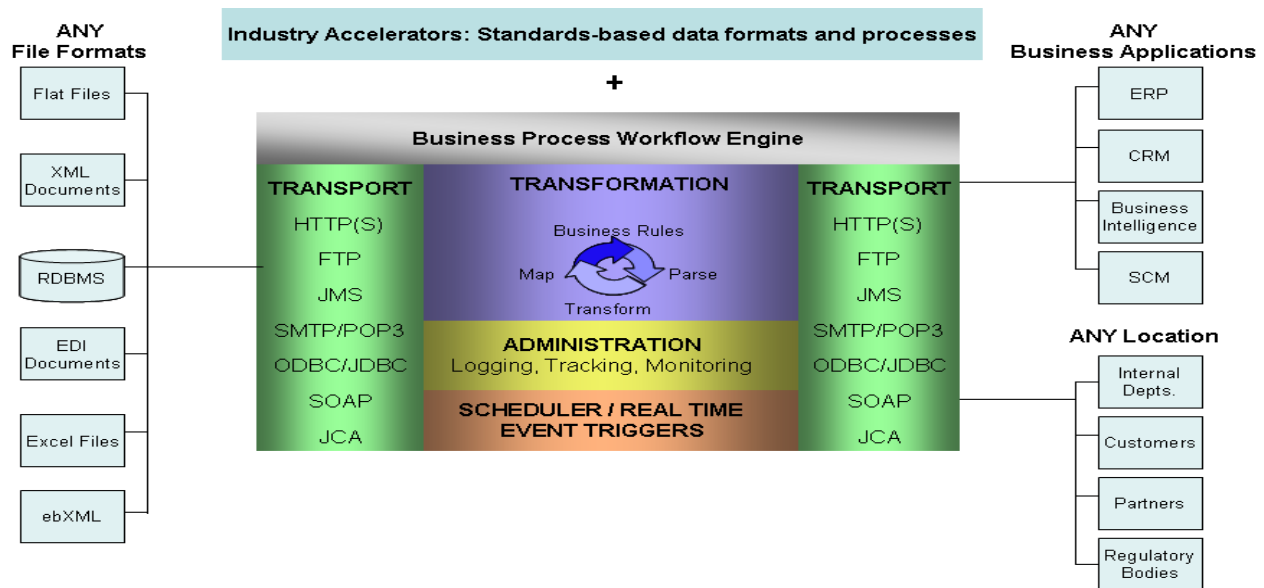 ANY
File Formats
Flat Files
XML
Documents
RDBMS
EDI
Documents
Excel Files
ebXML
Industry Accelerators: Standards-based data formats and processes
+
Business Process Workflow Engine
TRANSPORT
HTTP(S)
FTP
JMS
SMTP/POP3
ODBC/JDBC
SOAP
JCA
TRANSFORMATION
Business Rules
Map
Parse
Transform
ADMINISTRATION
Logging, Tracking, Monitoring
SCHEDULER / REAL TIME
EVENT TRIGGERS
TRANSPORT
HTTP(S)
FTP
JMS
SMTP/POP3
ODBC/JDBC
SOAP
JCA
ANY
Business Applications
ERP
CRM
Business
Intelligence
SCM
ANY Location
Internal
Depts.
Customers
Partners
Regulatory
Bodies